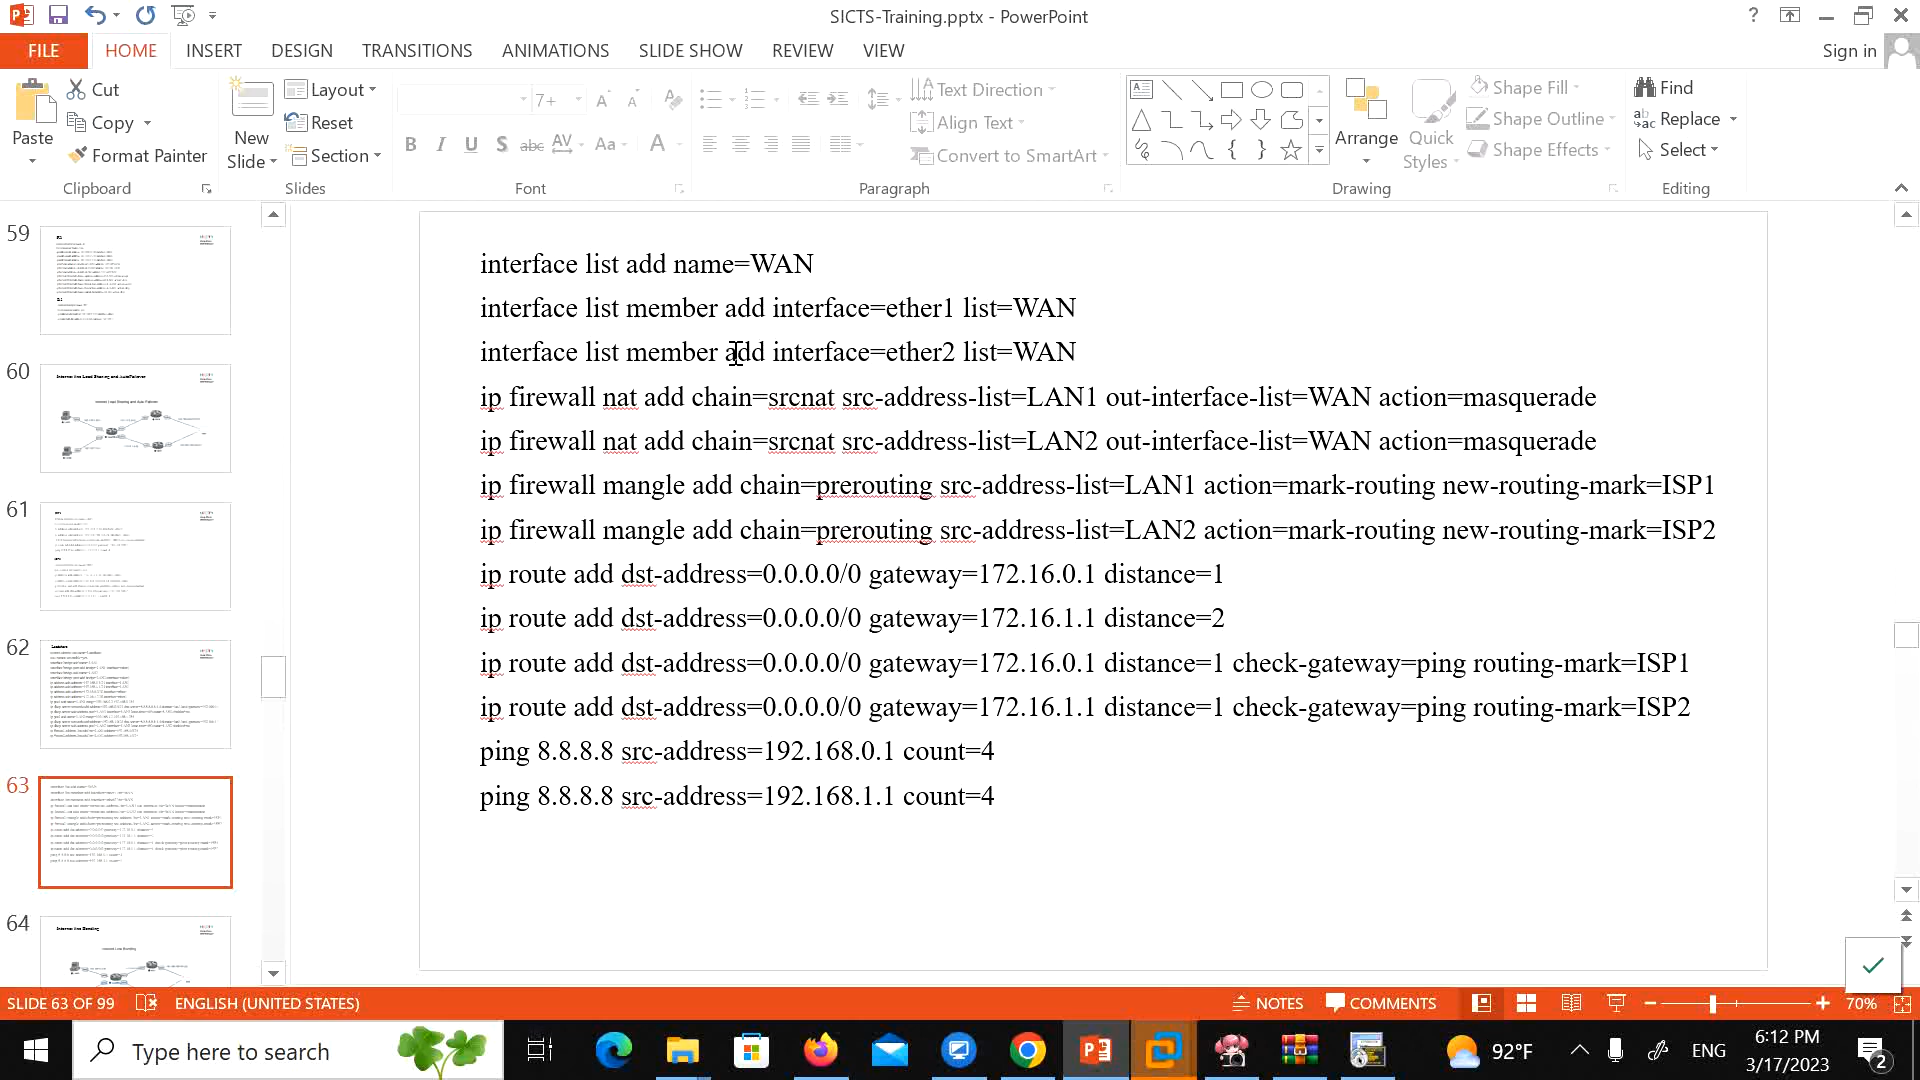 SICTS-Training.pptx - PowerPoint
FILE HOME INSERT DESIGN TRANSITIONS ANIMATIONS SLIDE SHOW REVIEW VIEW Sign in
Paste
Cut
Copy
Format Painter
Clipboard
New Slide
Layout
Reset
Section
Slides
7+
Font
Text Direction
Align Text
Convert to SmartArt
Paragraph
Arrange
Quick Styles
Shape Fill
Shape Outline
Shape Effects
Drawing
Find
Replace
Select
Editing
59
60
61
62
63
64
interface list add name=WAN
interface list member add interface=ether1 list=WAN
interface list member add interface=ether2 list=WAN
ip firewall nat add chain=srcnat src-address-list=LAN1 out-interface-list=WAN action=masquerade
ip firewall nat add chain=srcnat src-address-list=LAN2 out-interface-list=WAN action=masquerade
ip firewall mangle add chain=prerouting src-address-list=LAN1 action=mark-routing new-routing-mark=ISP1
ip firewall mangle add chain=prerouting src-address-list=LAN2 action=mark-routing new-routing-mark=ISP2
ip route add dst-address=0.0.0.0/0 gateway=172.16.0.1 distance=1
ip route add dst-address=0.0.0.0/0 gateway=172.16.1.1 distance=2
ip route add dst-address=0.0.0.0/0 gateway=172.16.0.1 distance=1 check-gateway=ping routing-mark=ISP1
ip route add dst-address=0.0.0.0/0 gateway=172.16.1.1 distance=1 check-gateway=ping routing-mark=ISP2
ping 8.8.8.8 src-address=192.168.0.1 count=4
ping 8.8.8.8 src-address=192.168.1.1 count=4
SLIDE 63 OF 99 ENGLISH (UNITED STATES) NOTES COMMENTS 70%
Type here to search
92°F
ENG
6:12 PM
3/17/2023
2